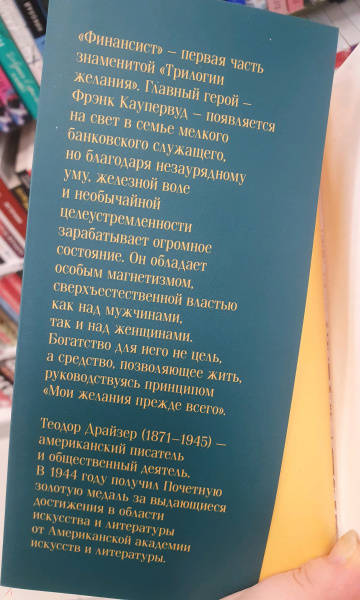 «Финансист» – первая часть
знаменитой «Трилогии
желания». Главный герой –
Фрэнк Каупервуд – появляется
на свет в семье мелкого
банковского служащего,
но благодаря незаурядному
уму, железной воле
и необычайной
целеустремленности
зарабатывает огромное
состояние. Он обладает
особым магнетизмом,
сверхъестественной властью
как над мужчинами,
так и над женщинами.
Богатство для него не цель,
а средство, позволяющее жить,
руководствуясь принципом
«Мои желания прежде всего».
Теодор Драйзер (1871–1945) –
американский писатель
и общественный деятель.
В 1944 году получил Почетную
золотую медаль за выдающиеся
достижения в области
искусства и литературы
от Американской академии
искусств и литературы.